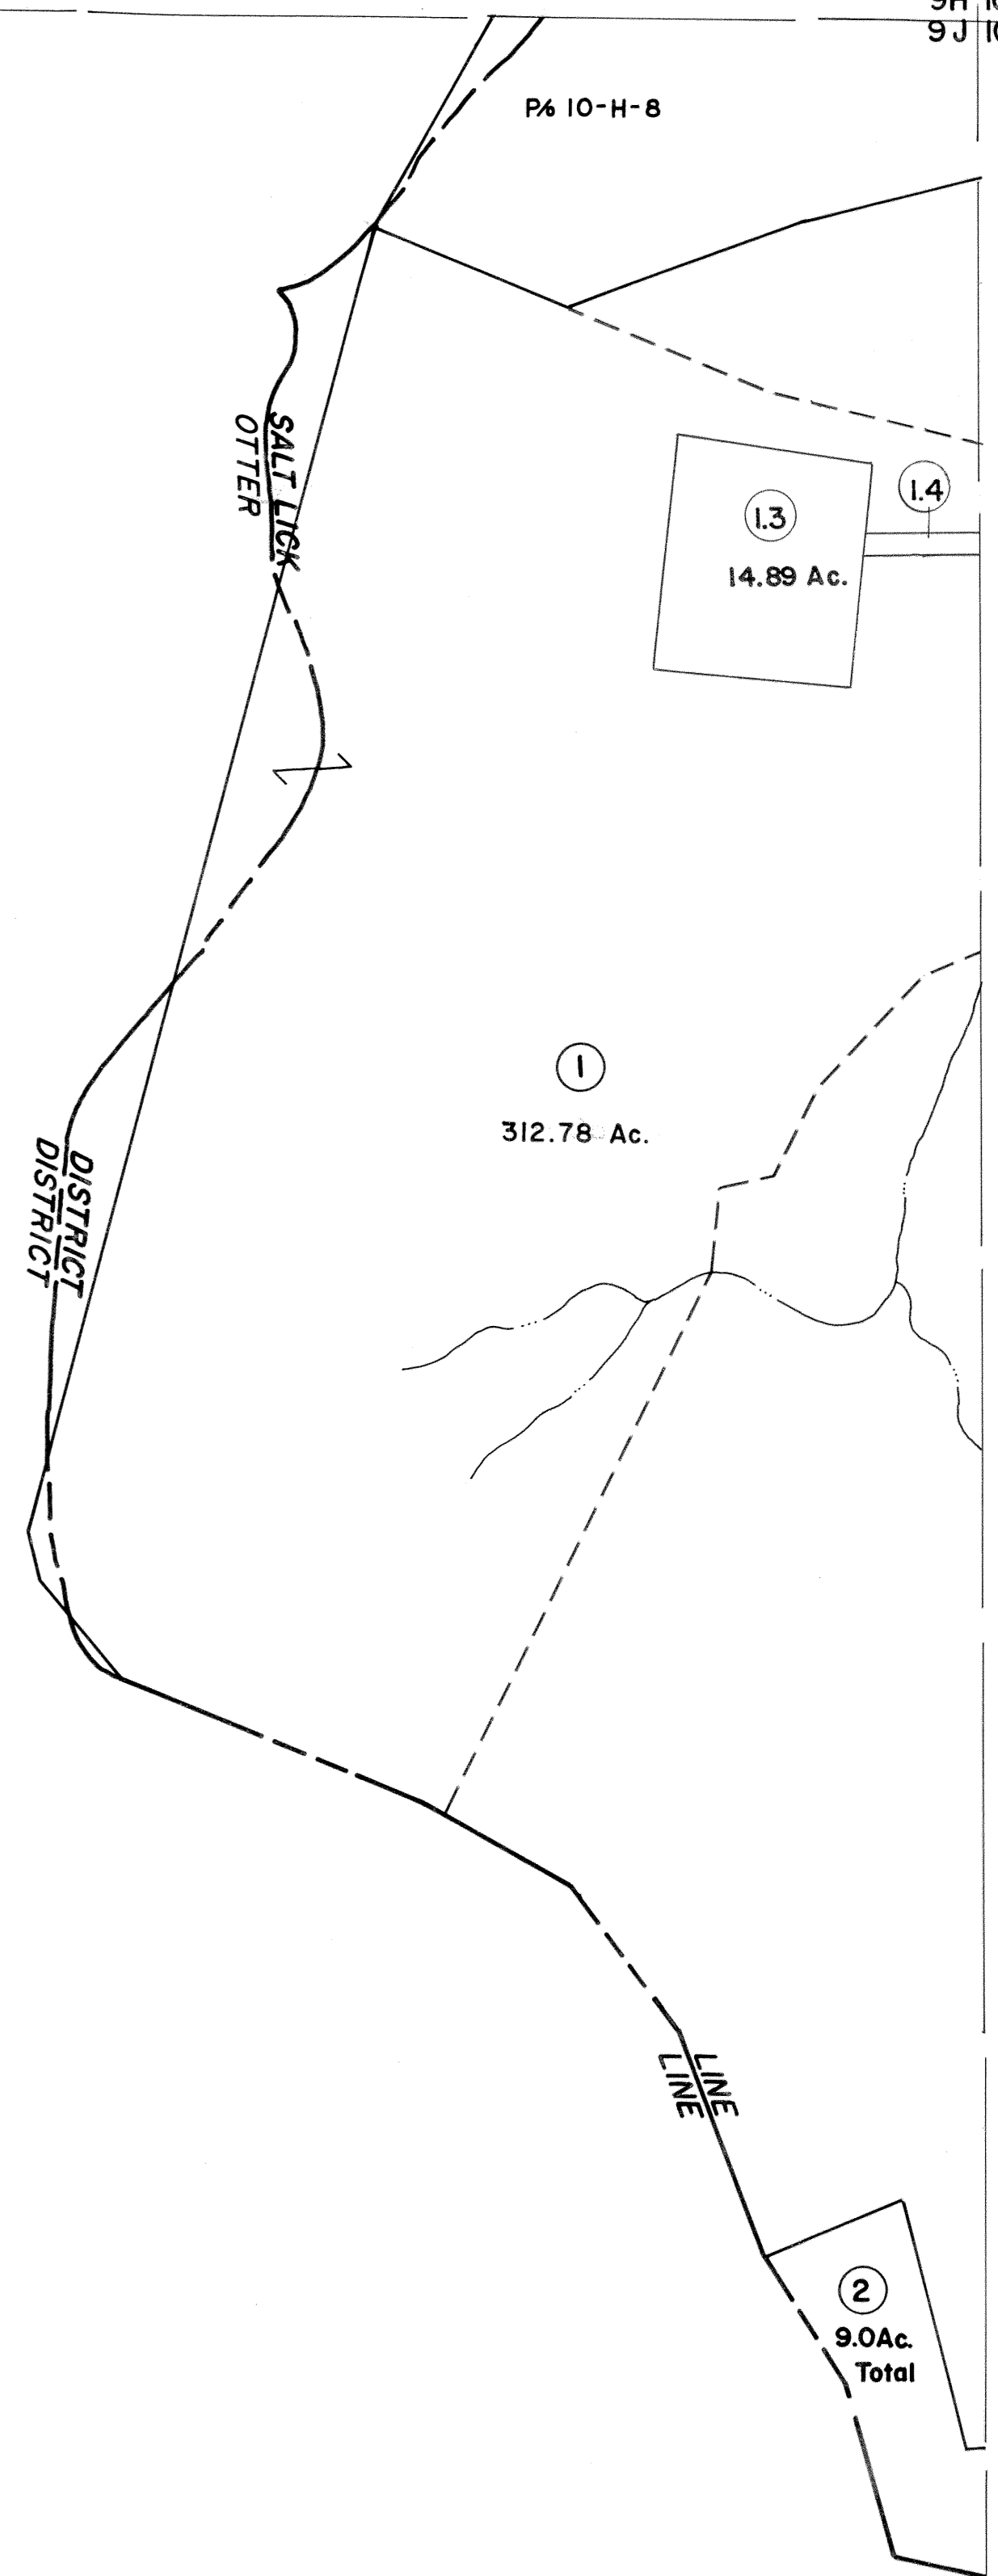 9H
9J
P/o 10-H-8
SALT LICK
OTTER
1.4
1.3
14.89 Ac.
1
312.78 Ac.
DISTRICT
DISTRICT
LINE
LINE
2
9.0Ac.
Total